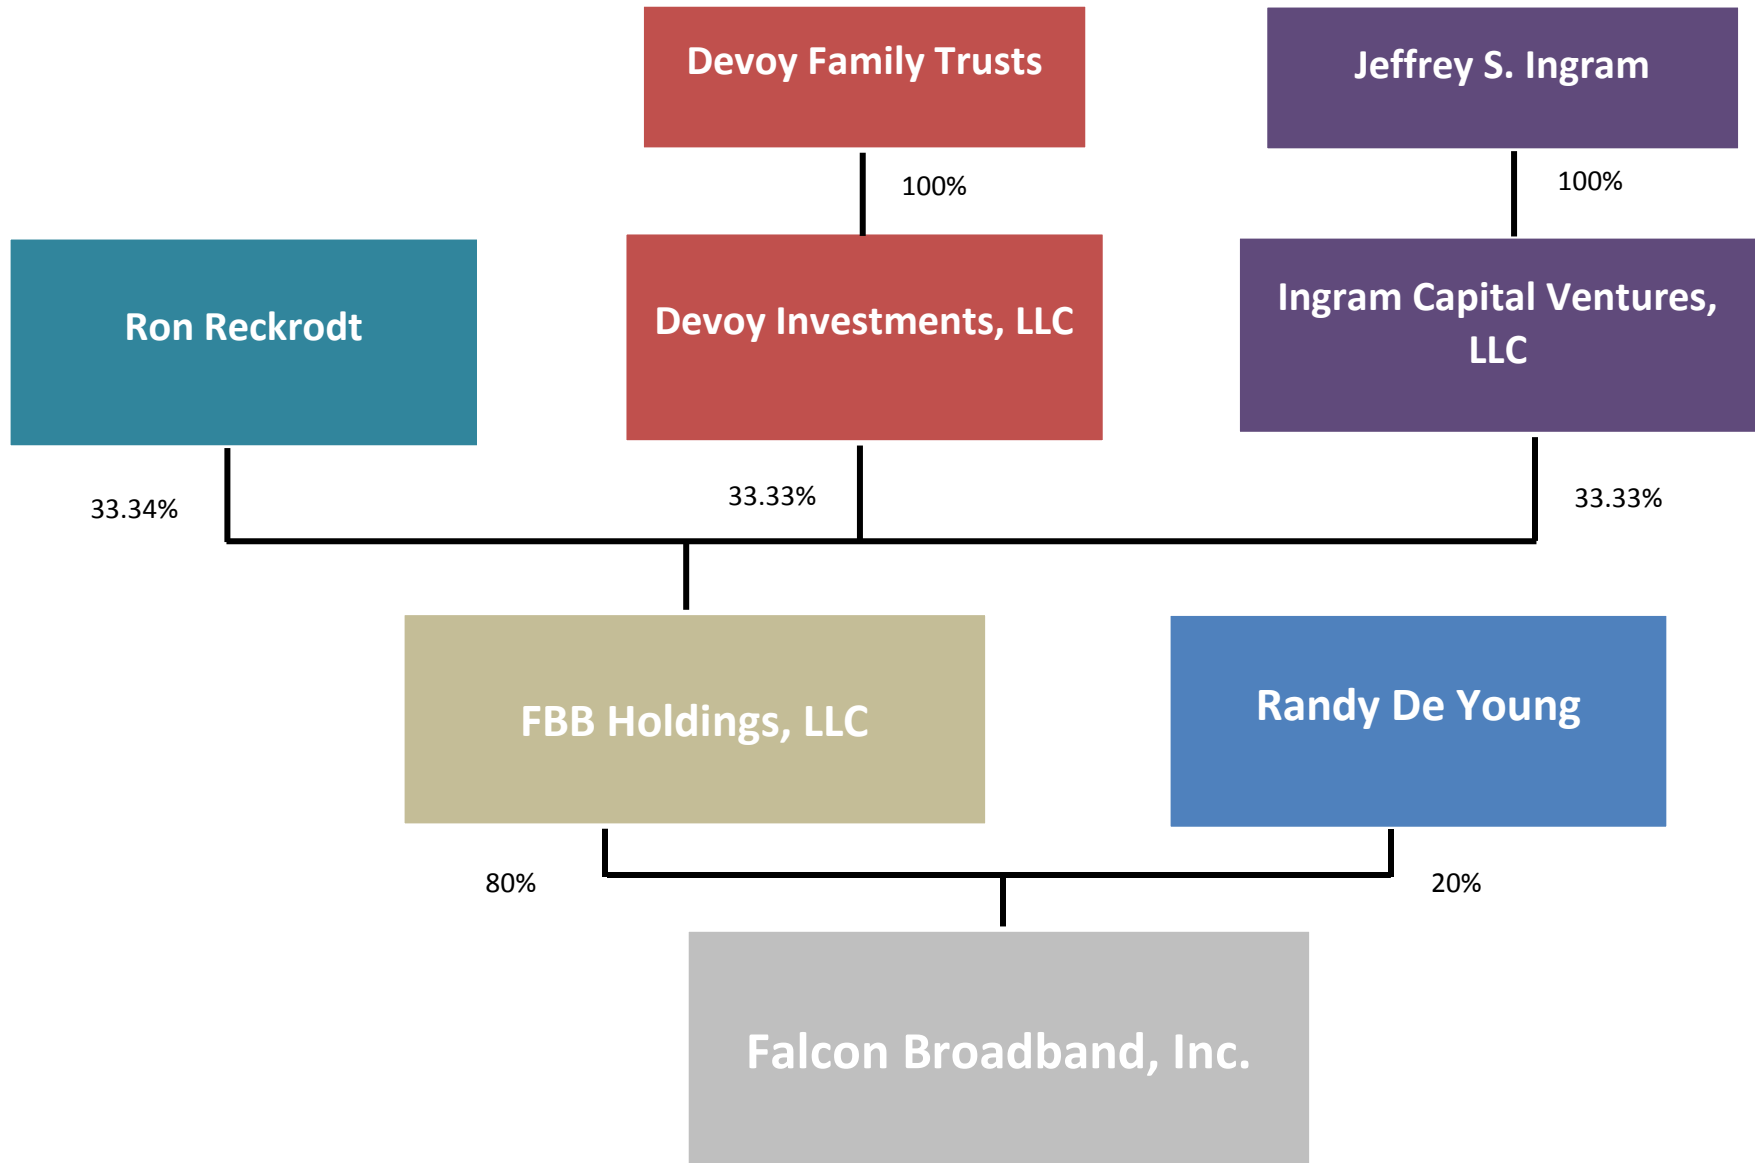 Devoy Family Trusts
Jeffrey S. Ingram
100%
100%
Ron Reckrodt
Devoy Investments, LLC
Ingram Capital Ventures,
LLC
33.34%
33.33%
33.33%
FBB Holdings, LLC
Randy De Young
80%
20%
Falcon Broadband, Inc.